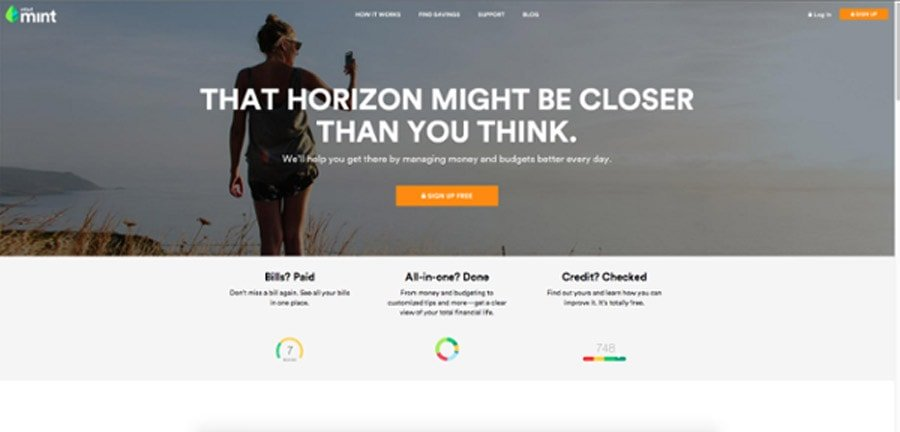 intuit
mint
HOW IT WORKS FIND SAVINGS SUPPORT BLOG
Log In SIGN UP
THAT HORIZON MIGHT BE CLOSER
THAN YOU THINK.
We'll help you get there by managing money and budgets better every day.
SIGN UP FREE
Bills? Paid
Don't miss a bill again. See all your bills
in one place.
All-in-one? Done
From money and budgeting to
customized tips and more—get a clear
view of your total financial life.
Credit? Checked
Find out yours and learn how you can
improve it. It's totally free.
7
748